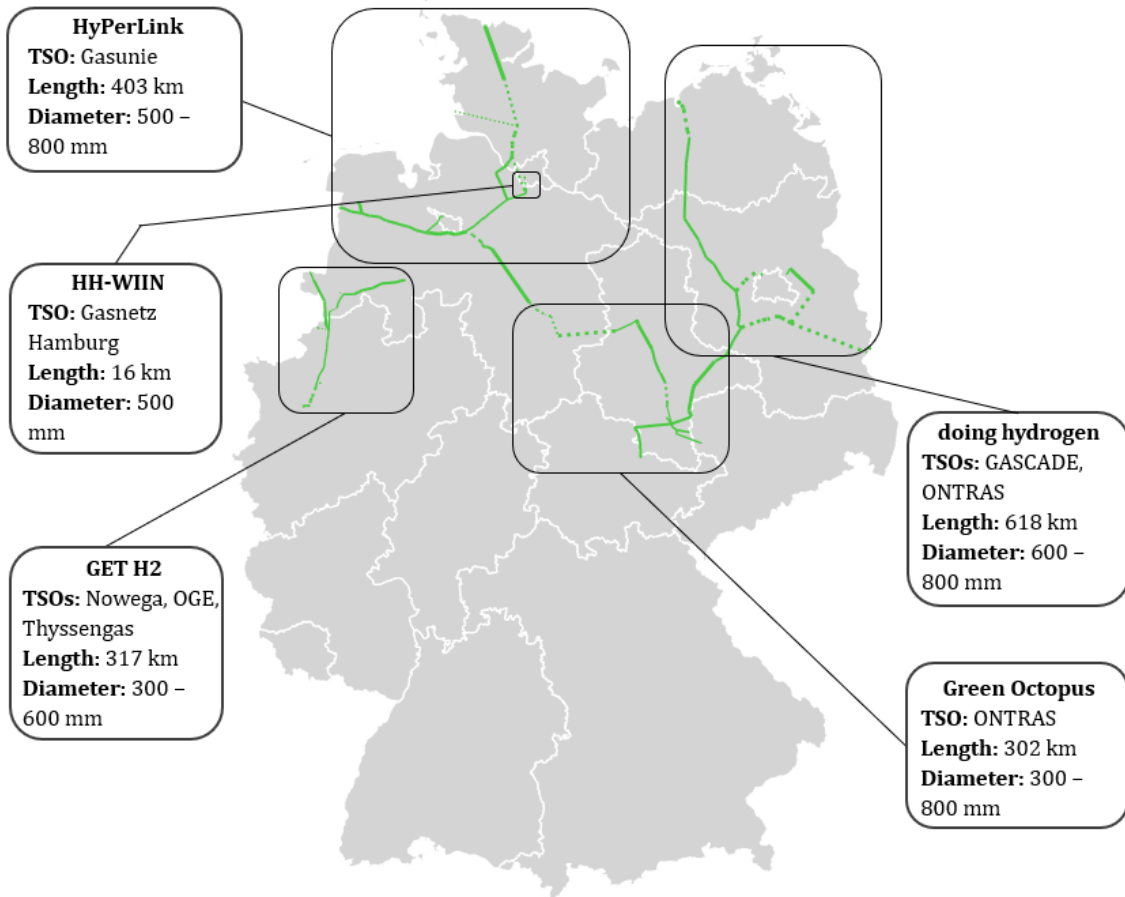 HyPerLink
TSO: Gasunie
Length: 403 km
Diameter: 500 –
800 mm
HH-WIIN
TSO: Gasnetz
Hamburg
Length: 16 km
Diameter: 500
mm
GET H2
TSOs: Nowega, OGE,
Thyssengas
Length: 317 km
Diameter: 300 –
600 mm
doing hydrogen
TSOs: GASCADE,
ONTRAS
Length: 618 km
Diameter: 600 –
800 mm
Green Octopus
TSO: ONTRAS
Length: 302 km
Diameter: 300 –
800 mm